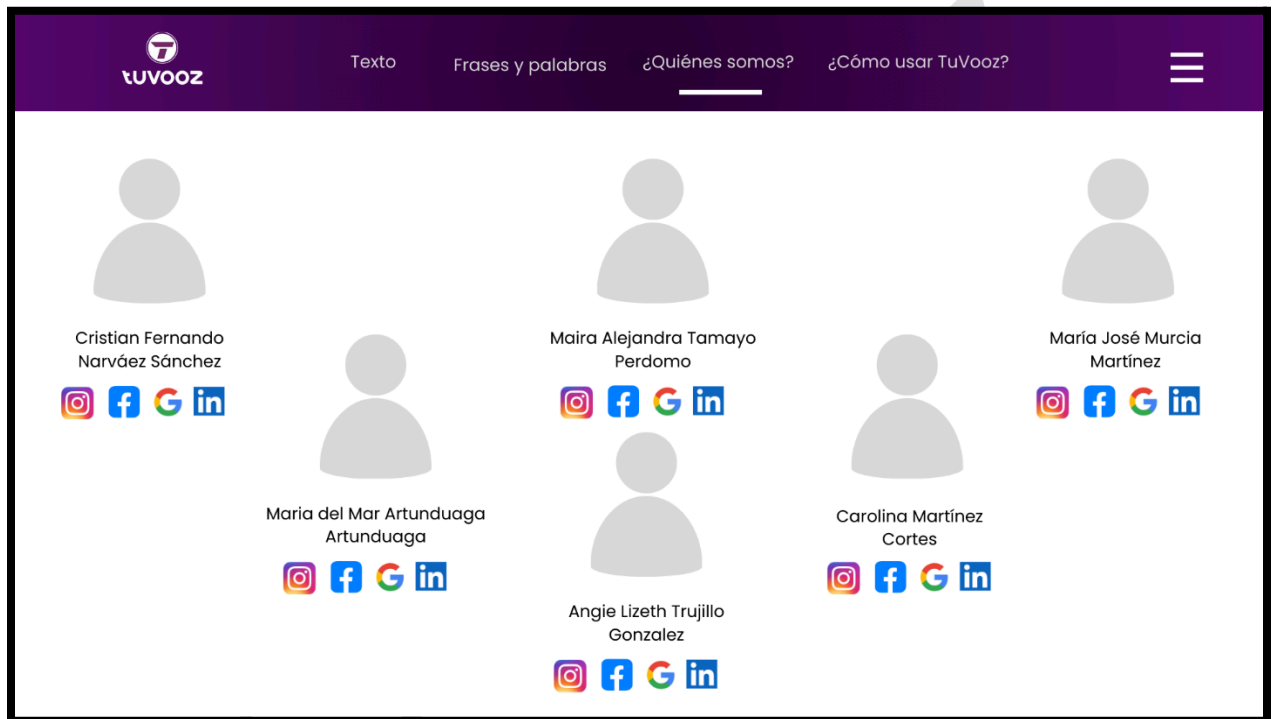 tuvooz
Texto
Frases y palabras
¿Quiénes somos?
¿Cómo usar TuVooz?
Cristian Fernando
Narváez Sánchez
Maira Alejandra Tamayo
Perdomo
María José Murcia
Martínez
Maria del Mar Artunduaga
Artunduaga
Carolina Martínez
Cortes
Angie Lizeth Trujillo
Gonzalez